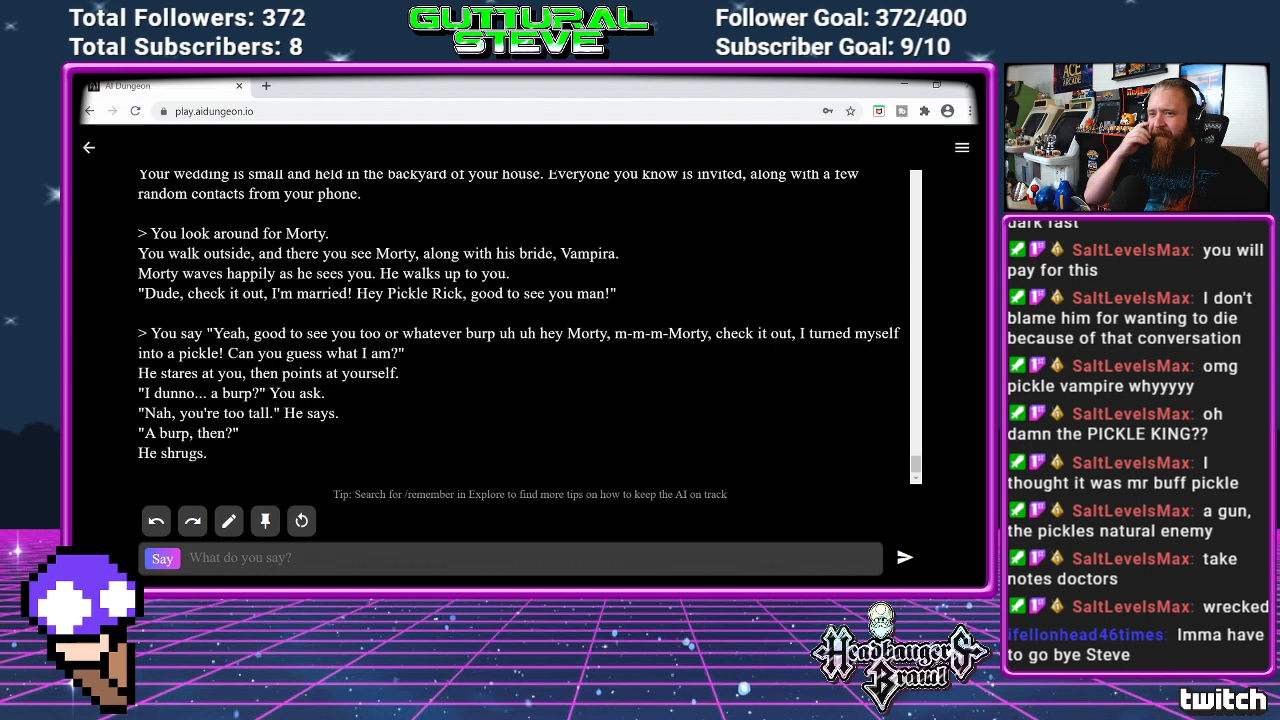 Total Followers: 372
Total Subscribers: 8
GUTTURAL
STEVE
Follower Goal: 372/400
Subscriber Goal: 9/10
AI Dungeon
play.aidungeon.io
Your wedding is small and held in the backyard of your house. Everyone you know is invited, along with a few
random contacts from your phone.
> You look around for Morty.
You walk outside, and there you see Morty, along with his bride, Vampira.
Morty waves happily as he sees you. He walks up to you.
"Dude, check it out, I'm married! Hey Pickle Rick, good to see you man!"
> You say "Yeah, good to see you too or whatever burp uh uh hey Morty, m-m-m-Morty, check it out, I turned myself
into a pickle! Can you guess what I am?"
He stares at you, then points at yourself.
"I dunno... a burp?" You ask.
"Nah, you're too tall." He says.
"A burp, then?"
He shrugs.
Tip: Search for /remember in Explore to find more tips on how to keep the AI on track
Say What do you say?
ACE
ARCADE
dark fast
SaltLevelsMax: you will
pay for this
SaltLevelsMax: I don't
blame him for wanting to die
because of that conversation
SaltLevelsMax: omg
pickle vampire whyyyyy
SaltLevelsMax: oh
damn the PICKLE KING??
SaltLevelsMax: I
thought it was mr buff pickle
SaltLevelsMax: a gun,
the pickles natural enemy
SaltLevelsMax: take
notes doctors
SaltLevelsMax: wrecked
ifellonhead46times: Imma have
to go bye Steve
Headbangers
Brawl
twitch